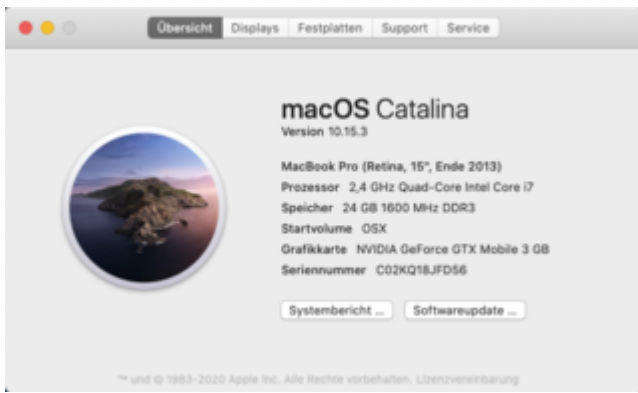 Übersicht Displays Festplatten Support Service
macOS Catalina
Version 10.15.3
MacBook Pro (Retina, 15", Ende 2013)
Prozessor 2,4 GHz Quad-Core Intel Core i7
Speicher 24 GB 1600 MHz DDR3
Startvolume OSX
Grafikkarte NVIDIA GeForce GTX Mobile 3 GB
Seriennummer C02KQ18JFD56
Systembericht ... Softwareupdate ...
™ und © 1983-2020 Apple Inc. Alle Rechte vorbehalten. Lizenzvereinbarung